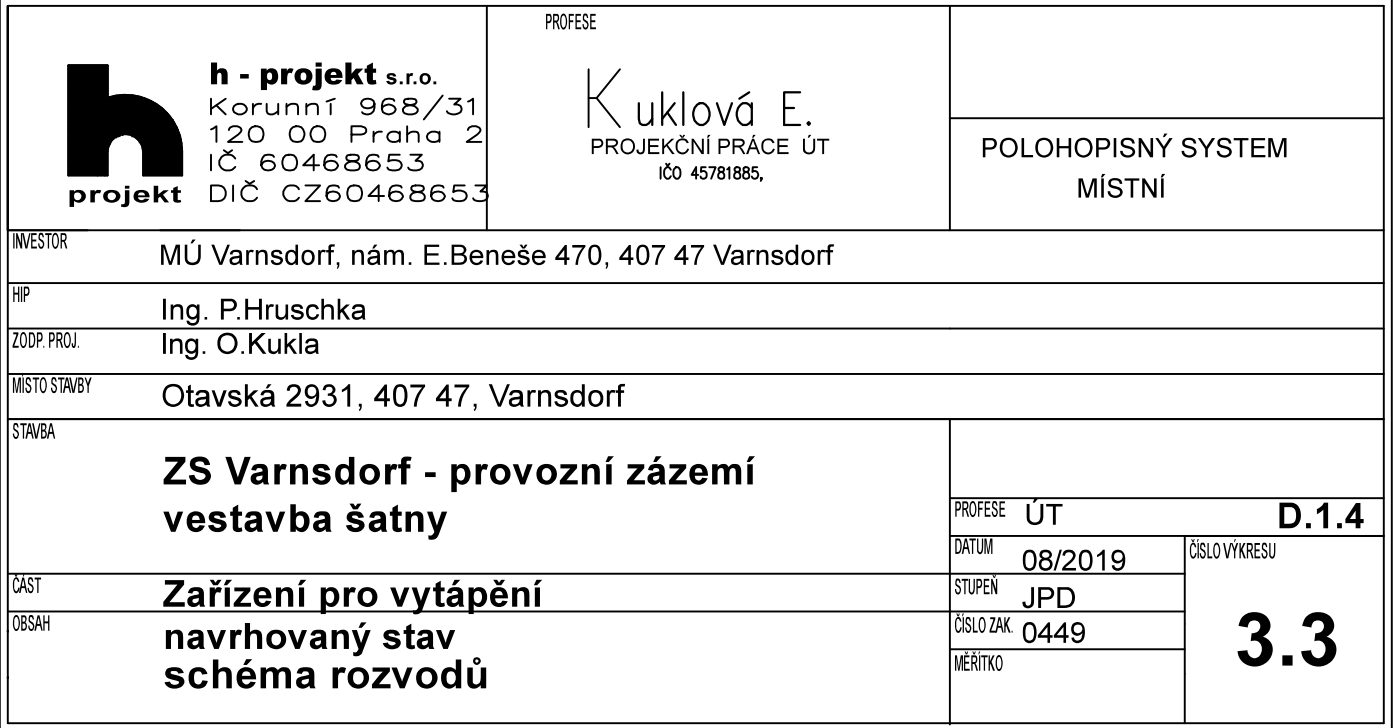 h - projekt s.r.o.
Korunní 968/31
120 00 Praha 2
IČ 60468653
DIČ CZ60468653
projekt
PROFESE
Kuklová E.
PROJEKČNÍ PRÁCE ÚT
IČO 45781885,
POLOHOPISNÝ SYSTEM
MÍSTNÍ
INVESTOR
MÚ Varnsdorf, nám. E.Beneše 470, 407 47 Varnsdorf
HIP
Ing. P.Hruschka
ZODP. PROJ.
Ing. O.Kukla
MÍSTO STAVBY
Otavská 2931, 407 47, Varnsdorf
STAVBA
ZS Varnsdorf - provozní zázemí
vestavba šatny
PROFESE ÚT D.1.4
DATUM 08/2019
ČÍSLO VÝKRESU
3.3
ČÁST
Zařízení pro vytápění
STUPEŇ JPD
OBSAH
navrhovaný stav
schéma rozvodů
ČÍSLO ZAK. 0449
MĚŘÍTKO